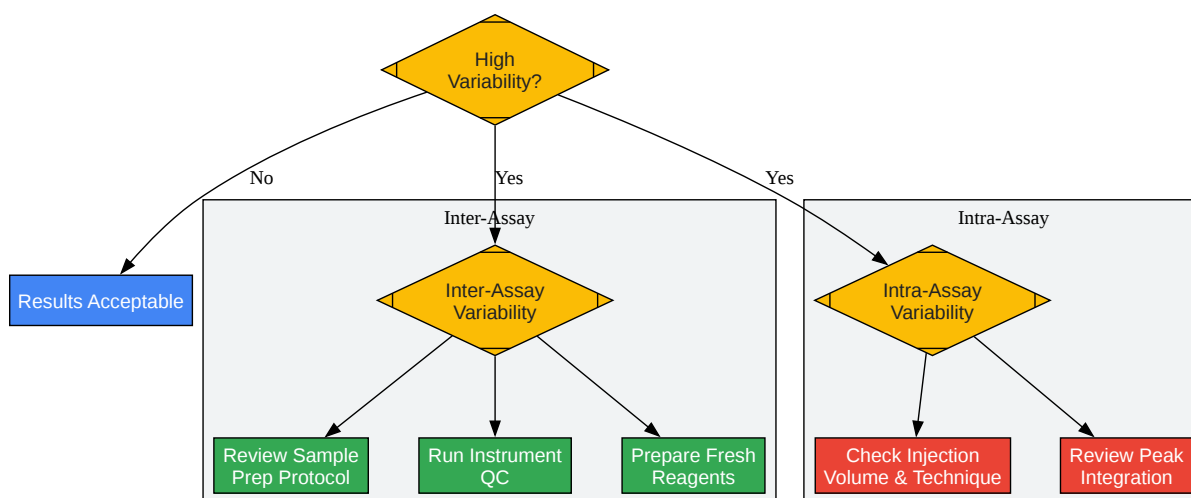 High
Variability?
No
Yes
Yes
Inter-Assay
Intra-Assay
Results Acceptable
Inter-Assay
Variability
Intra-Assay
Variability
Review Sample
Prep Protocol
Run Instrument
QC
Prepare Fresh
Reagents
Check Injection
Volume & Technique
Review Peak
Integration